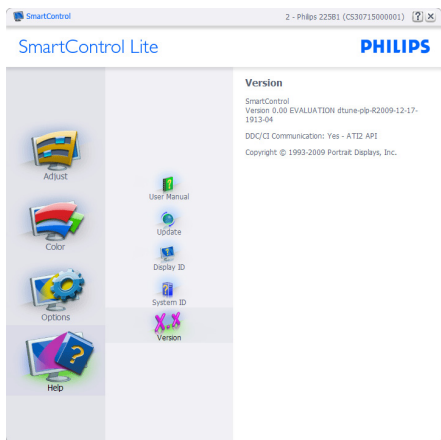 SmartControl
2 - Philips 225B1 (CS30715000001)
SmartControl Lite
PHILIPS
Adjust
Color
Options
Help
User Manual
Update
Display ID
System ID
X.X
Version
Version
SmartControl
Version 0.00 EVALUATION dtune-plp-R2009-12-17-
1913-04
DDC/CI Communication: Yes - ATI2 API
Copyright © 1993-2009 Portrait Displays, Inc.